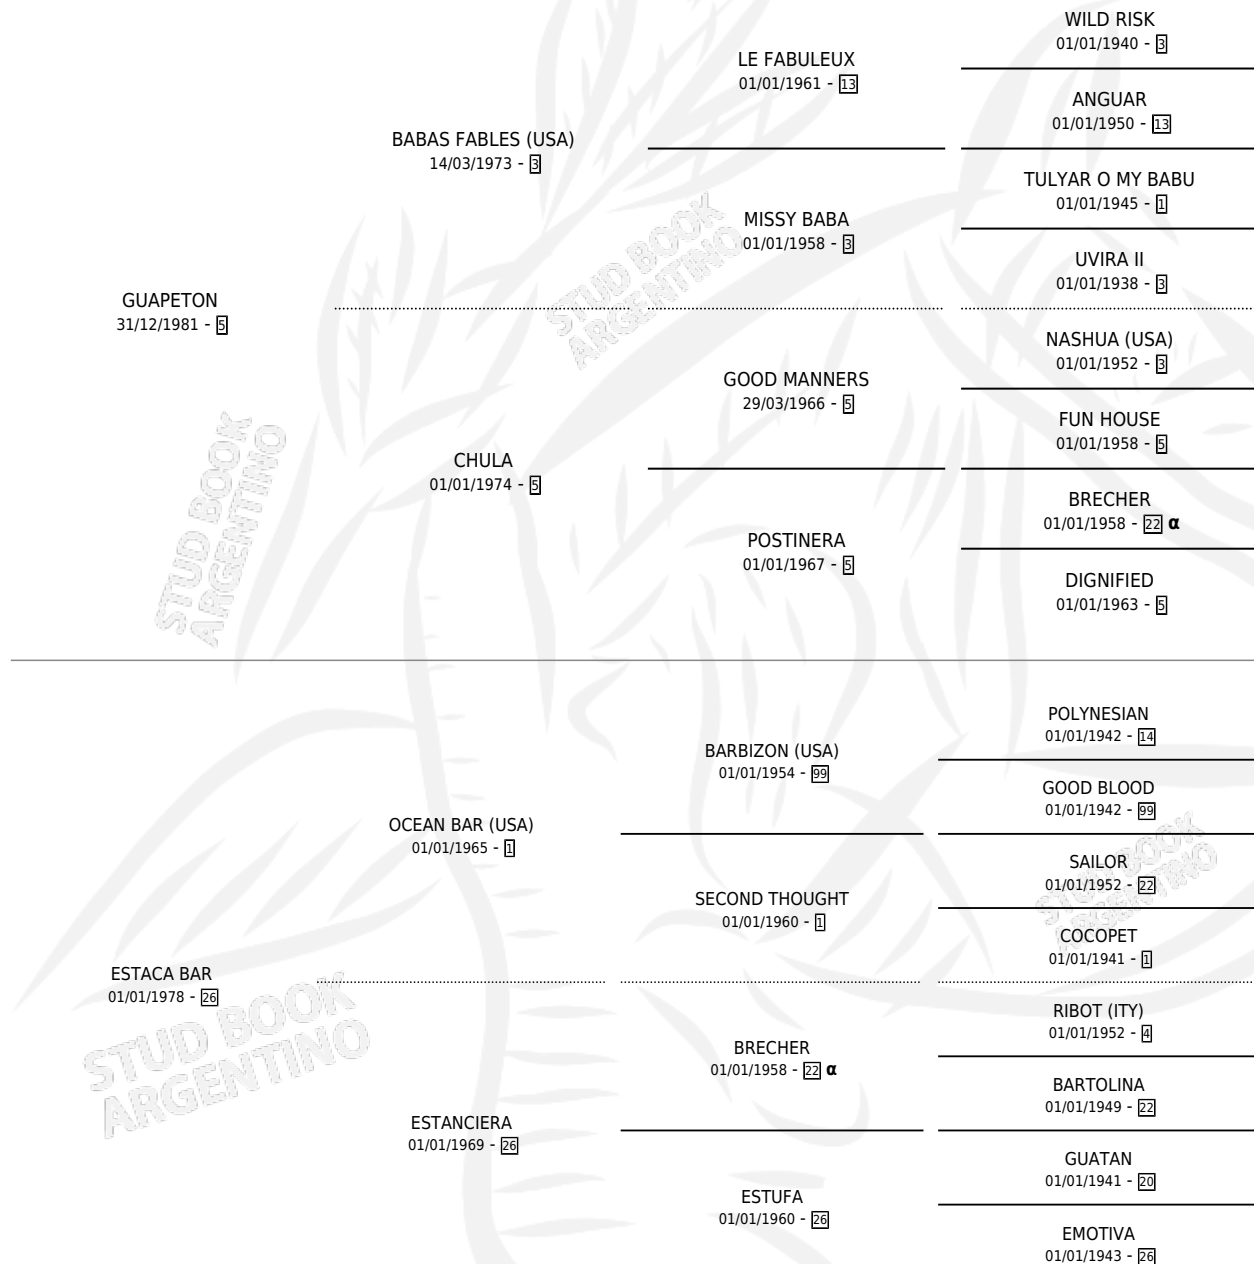 WILD RISK
01/01/1940 - 3
LE FABULEUX
01/01/1961 - 13
ANGUAR
01/01/1950 - 13
BABAS FABLES (USA)
14/03/1973 - 3
TULYAR O MY BABU
01/01/1945 - 1
MISSY BABA
01/01/1958 - 3
UVIRA II
01/01/1938 - 3
GUAPETON
31/12/1981 - 5
NASHUA (USA)
01/01/1952 - 3
GOOD MANNERS
29/03/1966 - 5
FUN HOUSE
01/01/1958 - 5
CHULA
01/01/1974 - 5
BRECHER
01/01/1958 - 22 α
POSTINERA
01/01/1967 - 5
DIGNIFIED
01/01/1963 - 5
POLYNESIAN
01/01/1942 - 14
BARBIZON (USA)
01/01/1954 - 99
GOOD BLOOD
01/01/1942 - 99
OCEAN BAR (USA)
01/01/1965 - 1
SAILOR
01/01/1952 - 22
SECOND THOUGHT
01/01/1960 - 1
COCOPET
01/01/1941 - 1
ESTACA BAR
01/01/1978 - 26
RIBOT (ITY)
01/01/1952 - 4
BRECHER
01/01/1958 - 22 α
BARTOLINA
01/01/1949 - 22
ESTANCIERA
01/01/1969 - 26
GUATAN
01/01/1941 - 20
ESTUFA
01/01/1960 - 26
EMOTIVA
01/01/1943 - 26
STUD BOOK
ARGENTINO
STUD BOOK
ARGENTINO
STUD BOOK
ARGENTINO
STUD BOOK
ARGENTINO